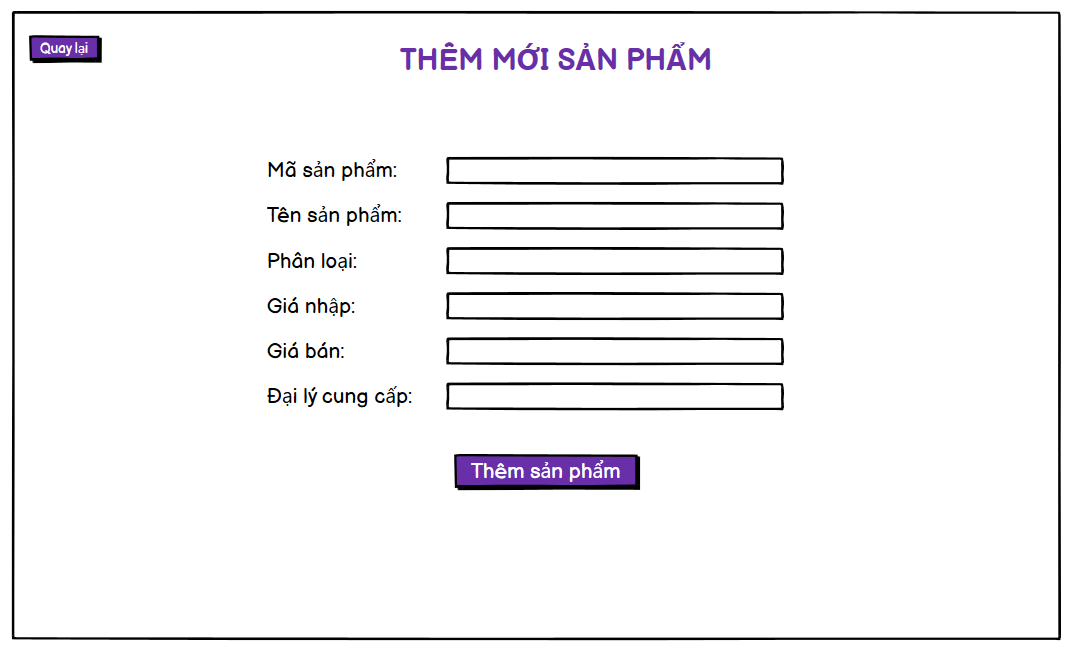 Quay lại
THÊM MỚI SẢN PHẨM
Mã sản phẩm:
Tên sản phẩm:
Phân loại:
Giá nhập:
Giá bán:
Đại lý cung cấp:
Thêm sản phẩm